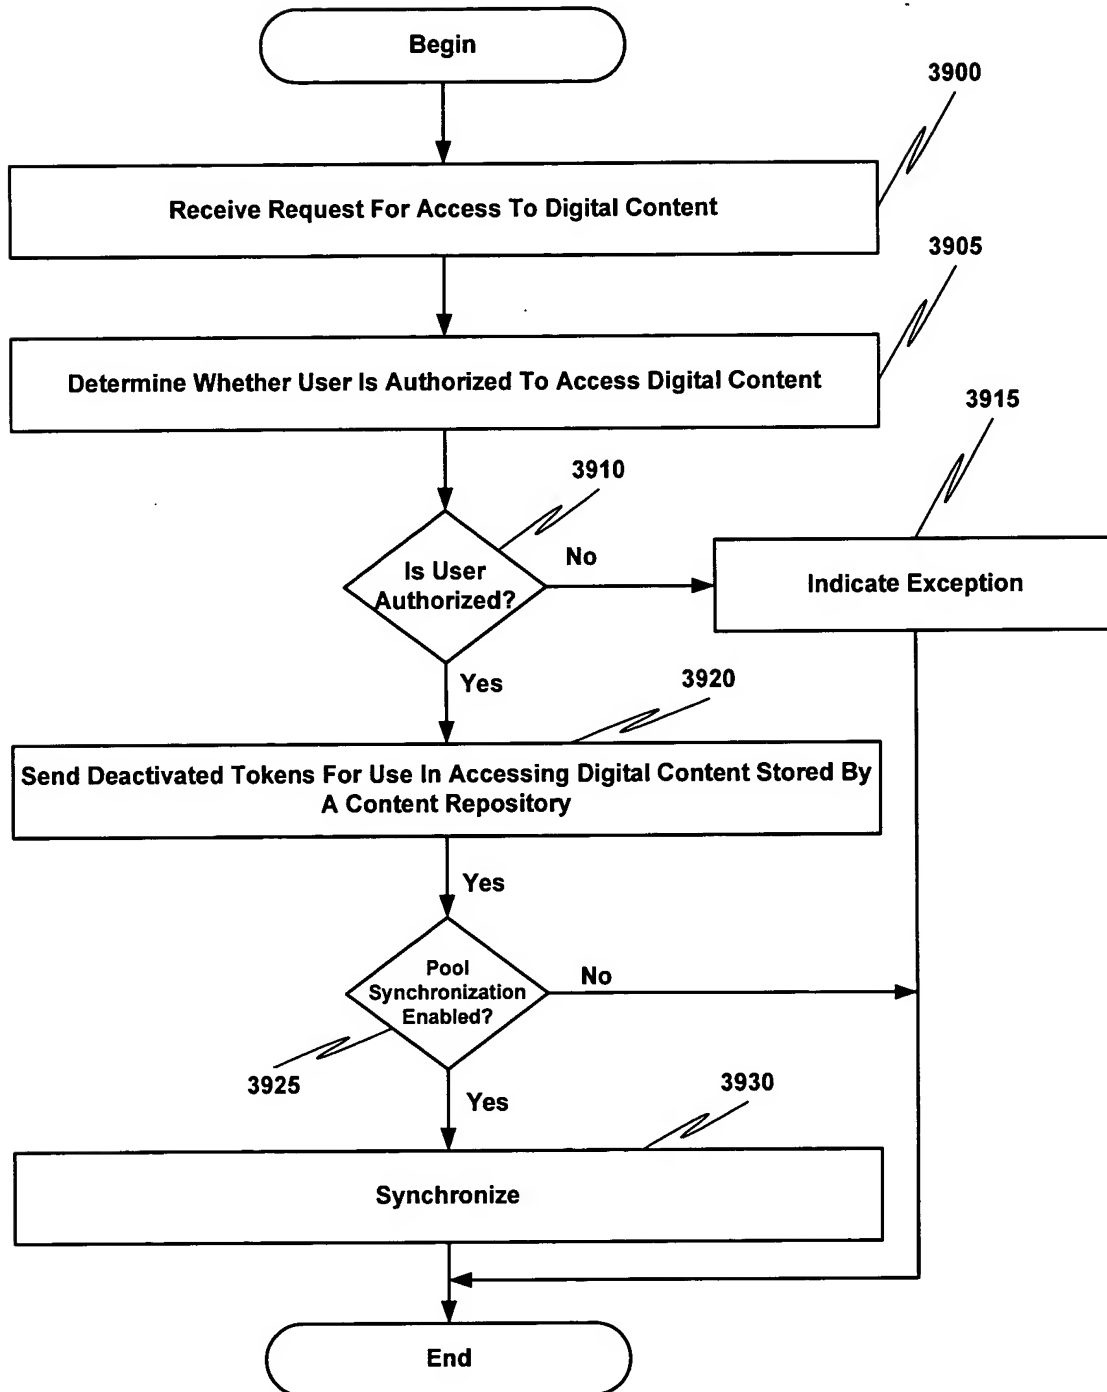 Begin
3900
Receive Request For Access To Digital Content
3905
Determine Whether User Is Authorized To Access Digital Content
3915
3910
No
Is User
Authorized?
Indicate Exception
Yes
3920
Send Deactivated Tokens For Use In Accessing Digital Content Stored By
A Content Repository
Yes
Pool
Synchronization
Enabled?
No
3925
3930
Yes
Synchronize
End